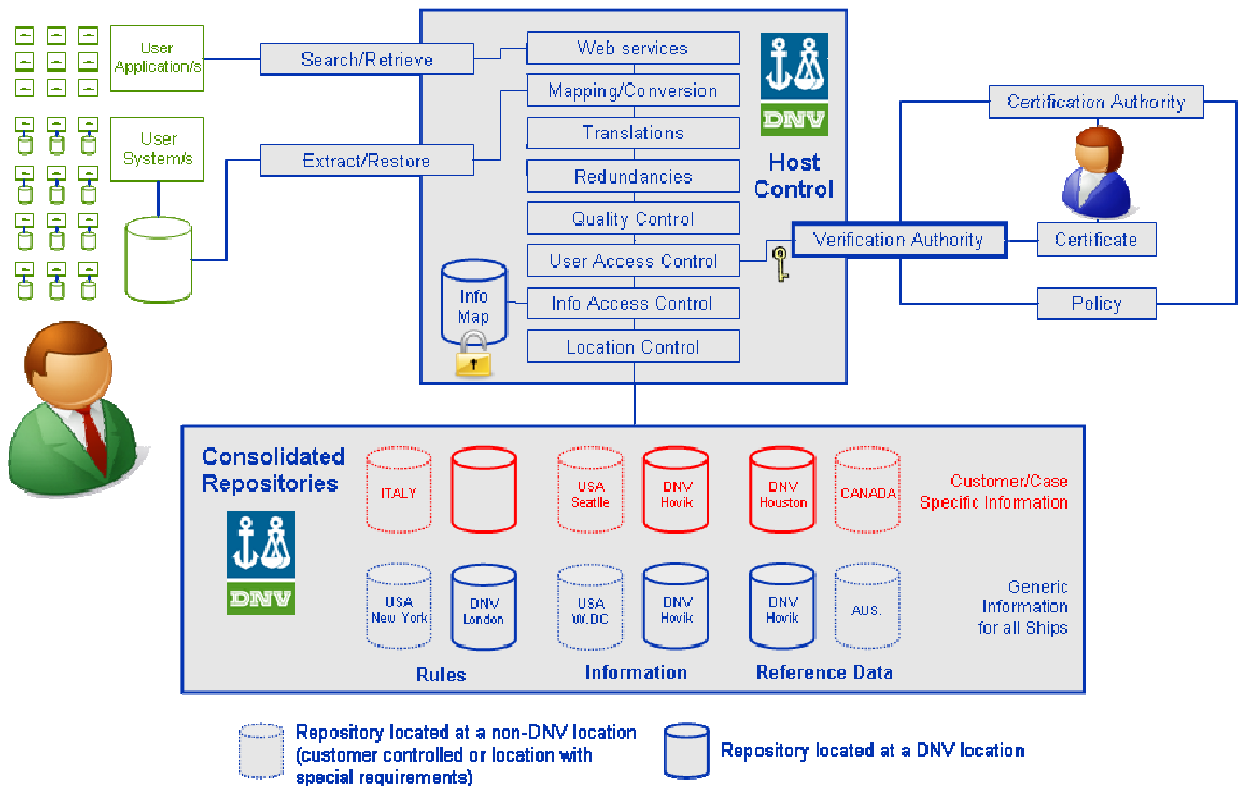 User
Application/s
Search/Retrieve
Web services
Mapping/Conversion
DNV
Certification Authority
User
System/s
Translations
Extract/Restore
Redundancies
Host
Control
Quality Control
Verification Authority
Certificate
User Access Control
Info
Map
Info Access Control
Policy
Location Control
Consolidated
Repositories
ITALY
USA
Seattle
DNV
Hovik
DNV
Houston
CANADA
Customer/Case
Specific Information
DNV
USA
New York
DNV
London
USA
W.DC
DNV
Hovik
DNV
Hovik
AUS.
Generic
Information
for all Ships
Rules
Information
Reference Data
Repository located at a non-DNV location
(customer controlled or location with
special requirements)
Repository located at a DNV location